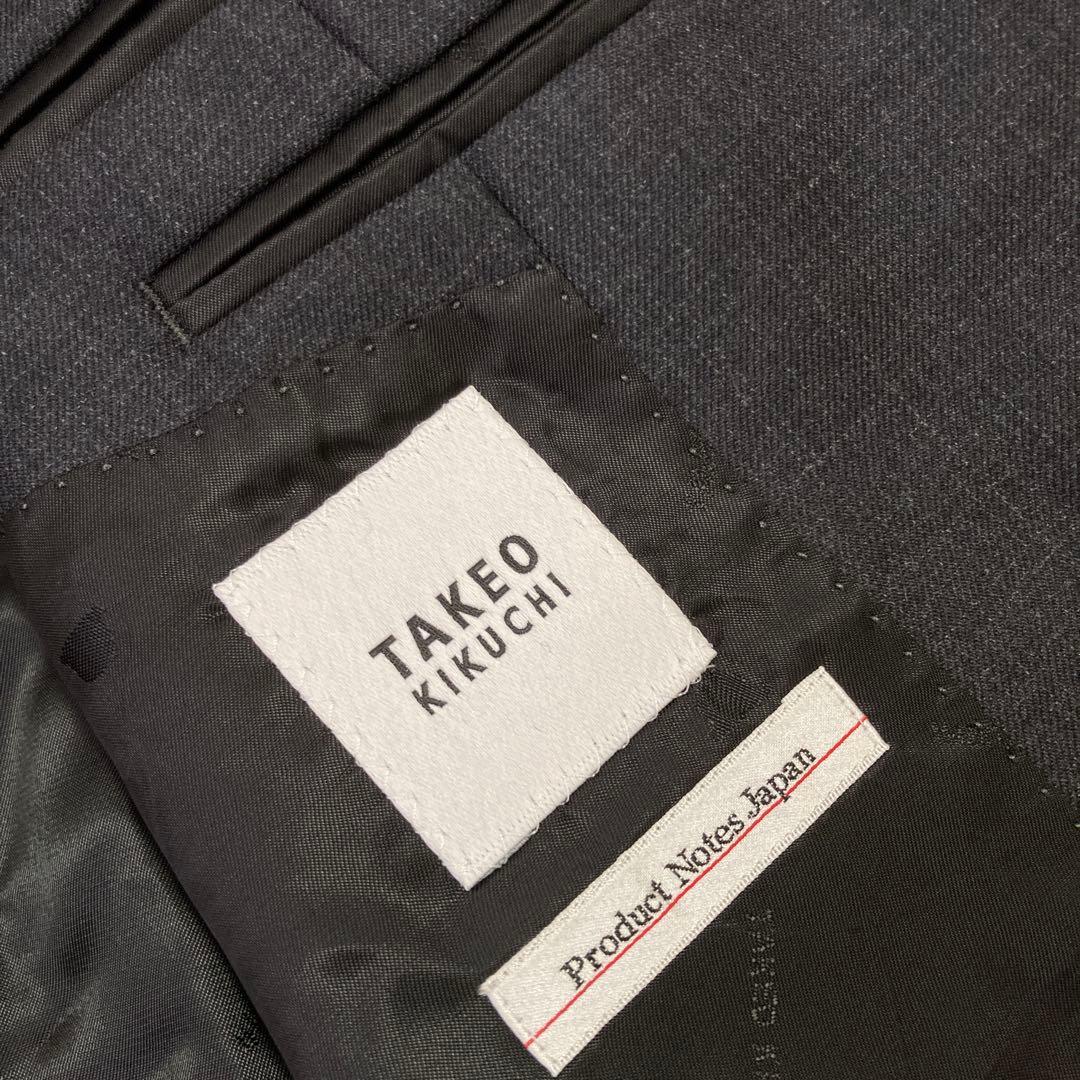 TAKEO
KIKUCHI
Product Notes Japan